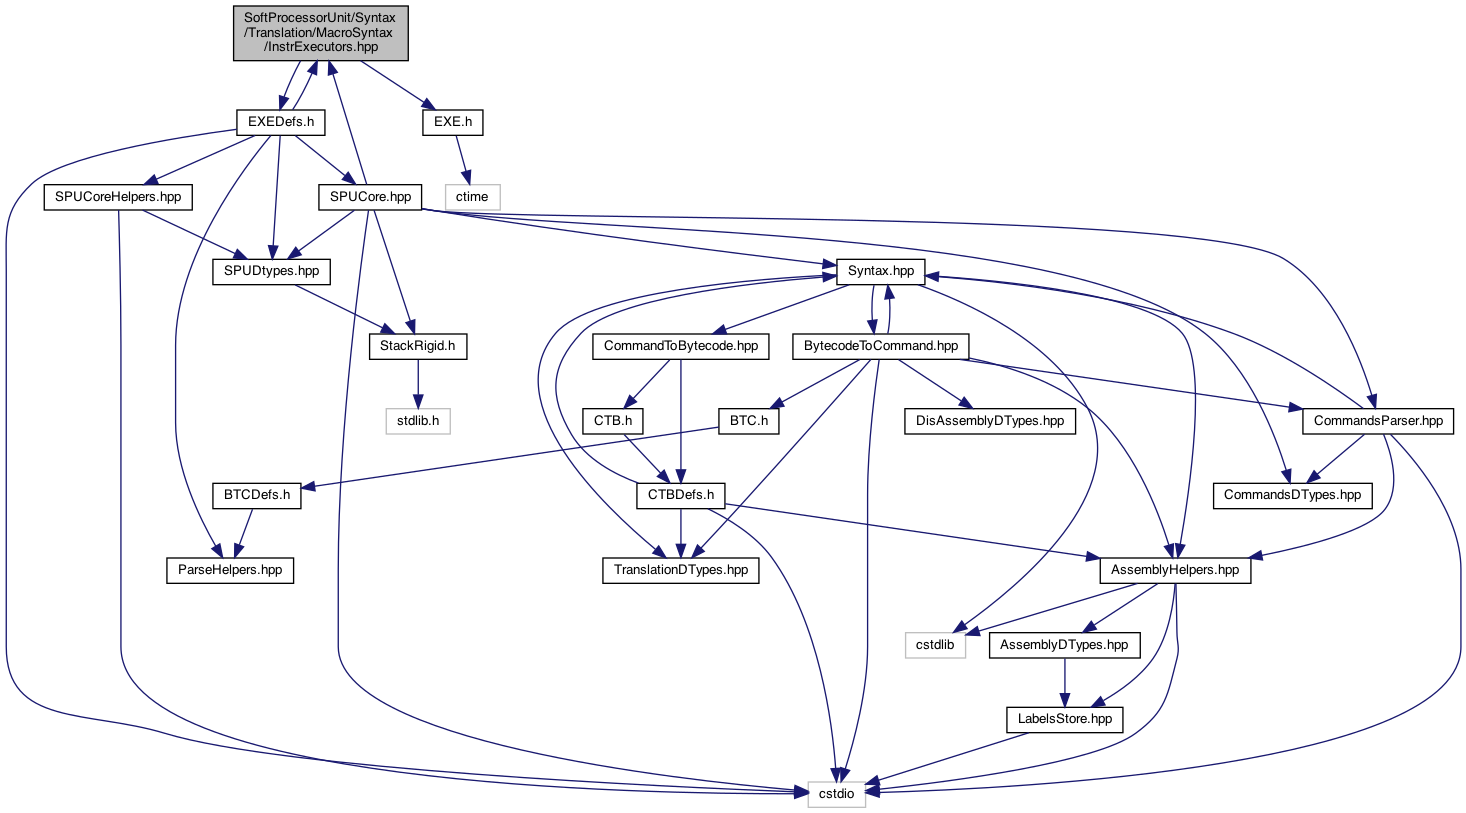 SoftProcessorUnit/Syntax
/Translation/MacroSyntax
/InstrExecutors.hpp
EXEDefs.h
EXE.h
SPUCoreHelpers.hpp
SPUCore.hpp
ctime
SPUDtypes.hpp
Syntax.hpp
StackRigid.h
CommandToBytecode.hpp
BytecodeToCommand.hpp
stdlib.h
CTB.h
BTC.h
DisAssemblyDTypes.hpp
CommandsParser.hpp
BTCDefs.h
CTBDefs.h
CommandsDTypes.hpp
ParseHelpers.hpp
TranslationDTypes.hpp
AssemblyHelpers.hpp
cstdlib
AssemblyDTypes.hpp
LabelsStore.hpp
cstdio